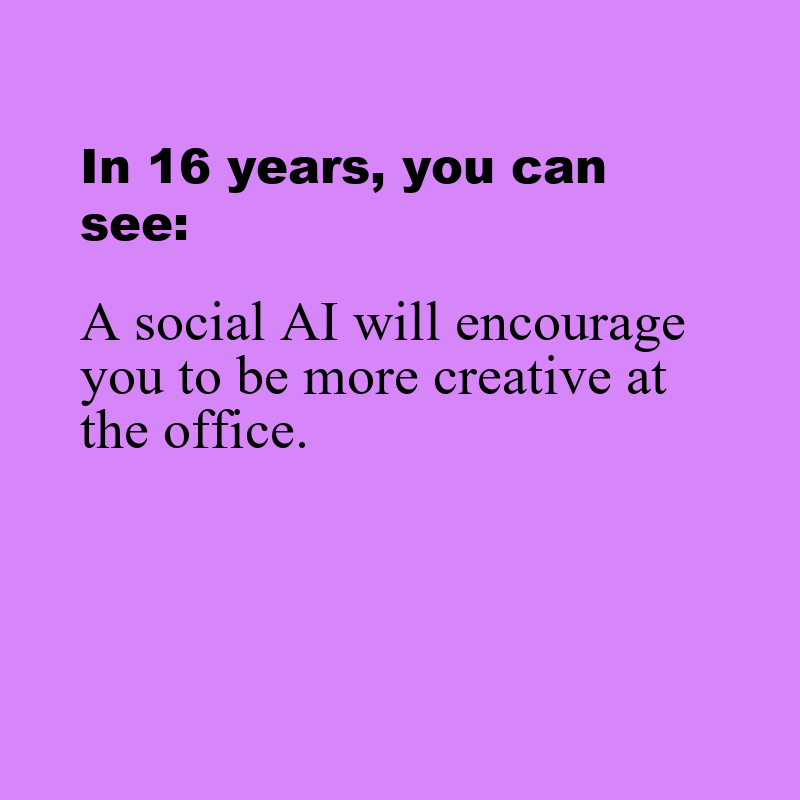 In 16 years, you can
see:
A social AI will encourage
you to be more creative at
the office.